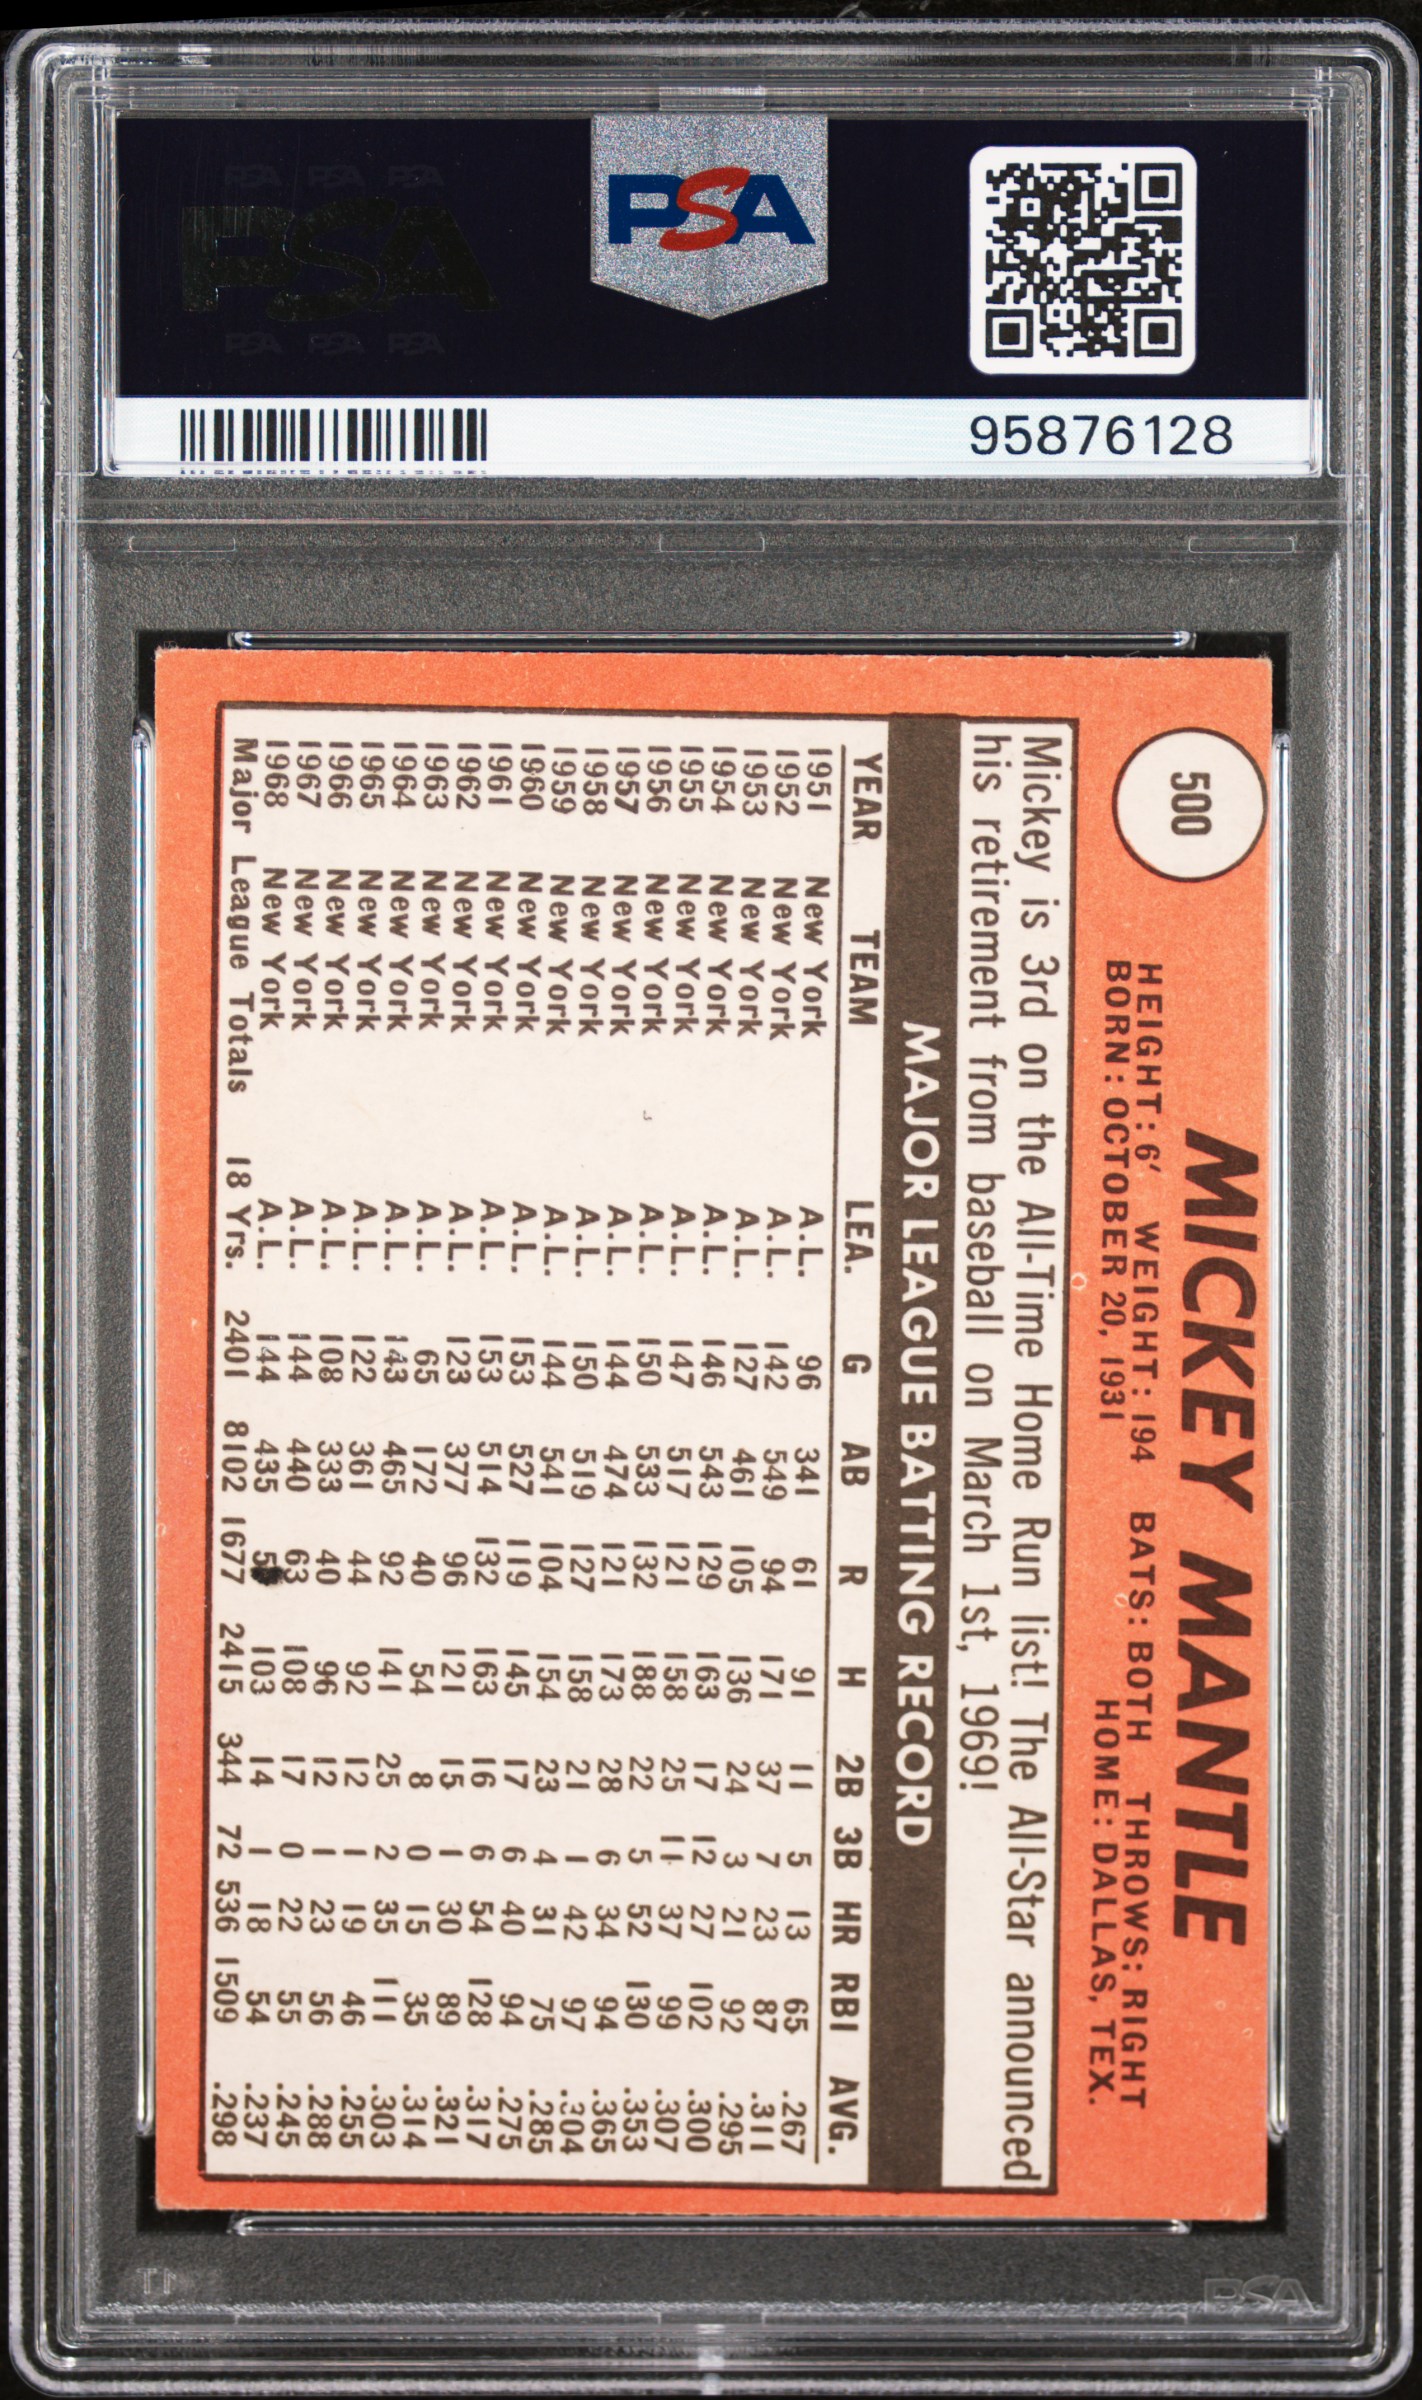 PSA PSA PSA
PSA
PSA PSA PSA
PSA
95876128
500
MICKEY MANTLE
HEIGHT: 6' WEIGHT: 194 BATS: BOTH THROWS: RIGHT
BORN: OCTOBER 20, 1931 HOME: DALLAS, TEX.
Mickey is 3rd on the All-Time Home Run list! The All-Star announced
his retirement from baseball on March 1st, 1969!
MAJOR LEAGUE BATTING RECORD
YEAR TEAM LEA. G AB R H 2B 3B HR RBI AVG.
1951 New York A.L. 96 341 61 91 11 5 13 65 .267
1952 New York A.L. 142 549 94 171 37 7 23 87 .311
1953 New York A.L. 127 461 105 136 24 3 21 92 .295
1954 New York A.L. 146 543 129 163 17 12 27 102 .300
1955 New York A.L. 147 517 121 158 25 11 37 99 .307
1956 New York A.L. 150 533 132 188 22 5 52 130 .353
1957 New York A.L. 144 474 121 173 28 6 34 94 .365
1958 New York A.L. 150 519 127 158 21 1 42 97 .304
1959 New York A.L. 144 541 104 154 23 4 31 75 .285
1960 New York A.L. 153 527 119 145 17 6 40 94 .275
1961 New York A.L. 153 514 132 163 16 6 54 128 .317
1962 New York A.L. 123 377 96 121 15 1 30 89 .321
1963 New York A.L. 65 172 40 54 8 0 15 35 .314
1964 New York A.L. 143 465 92 141 25 2 35 111 .303
1965 New York A.L. 122 361 44 92 12 1 19 46 .255
1966 New York A.L. 108 333 40 96 12 1 23 56 .288
1967 New York A.L. 144 440 63 108 17 0 22 55 .245
1968 New York A.L. 144 435 103 14 1 18 54 .237
Major League Totals 18 Yrs. 2401 8102 1677 2415 344 72 536 1509 .298
PSA